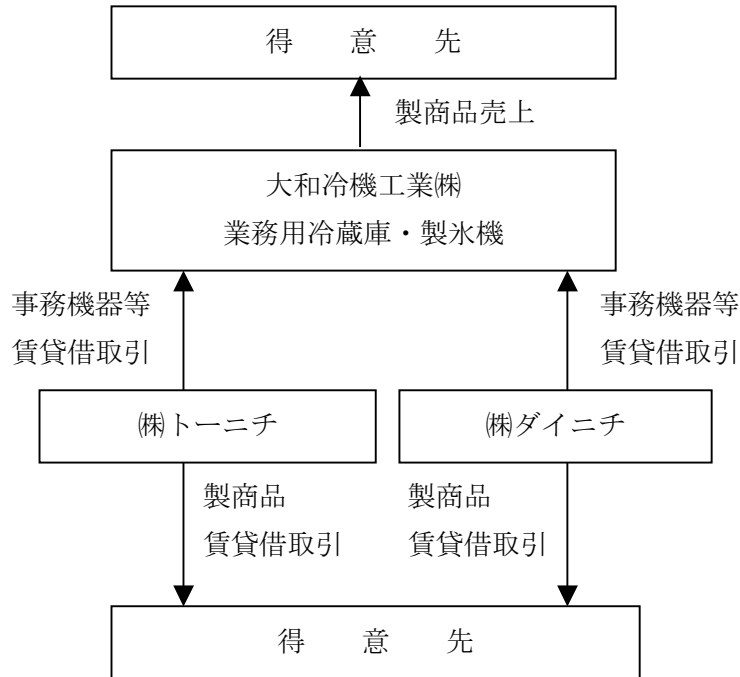 得 意 先
製商品売上
大和冷機工業㈱
業務用冷蔵庫・製氷機
事務機器等
賃貸借取引
事務機器等
賃貸借取引
㈱トーニチ
㈱ダイニチ
製商品
賃貸借取引
製商品
賃貸借取引
得 意 先